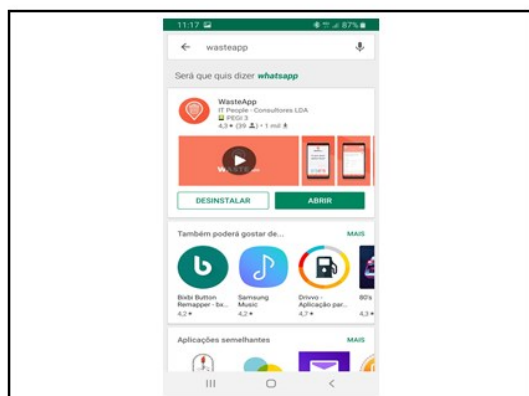 11:17
87%
wasteapp
Será que quis dizer whatsapp
WasteApp
IT People - Consultores LDA
PEGI 3
4,3 ★ (39) • 1 mil
WASTE
DESINSTALAR
ABRIR
Também poderá gostar de...
MAIS
Bixbi Button
Remapper - bx...
4,2 ★
Samsung
Music
4,2 ★
Drivvo -
Aplicação par...
4,7 ★
80's
4,3 ★
Aplicações semelhantes
MAIS